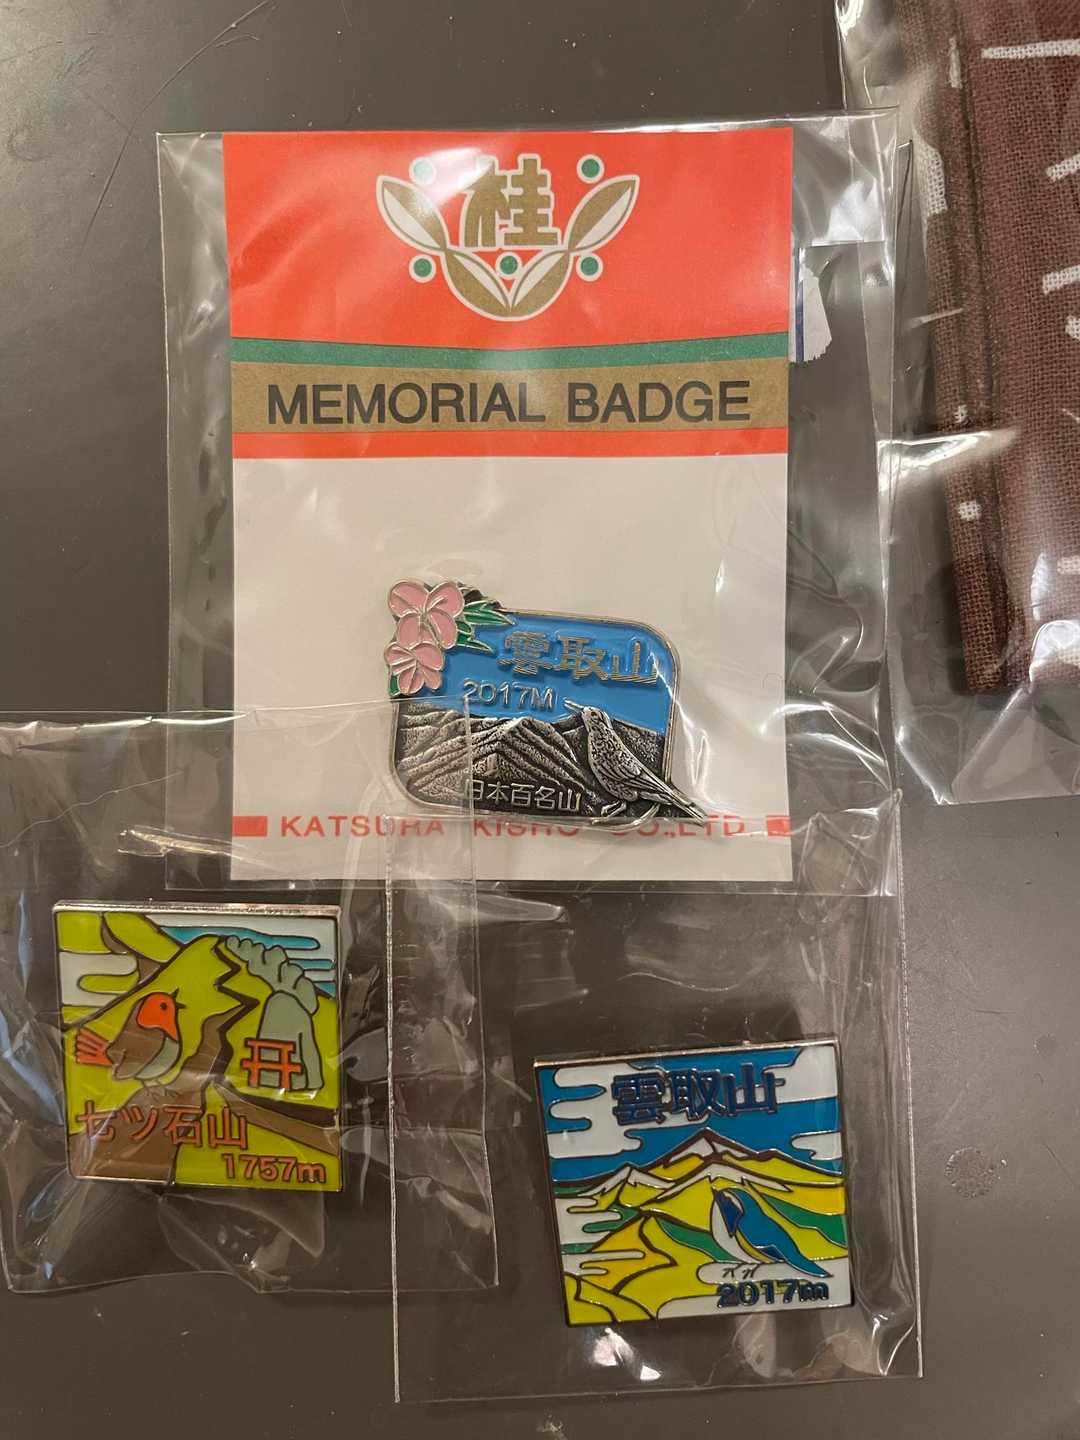 桂
MEMORIAL BADGE
雲取山
2017M
日本百名山
KATSURA KISHO CO.,LTD.
七ツ石山
1757m
雲取山
2017m